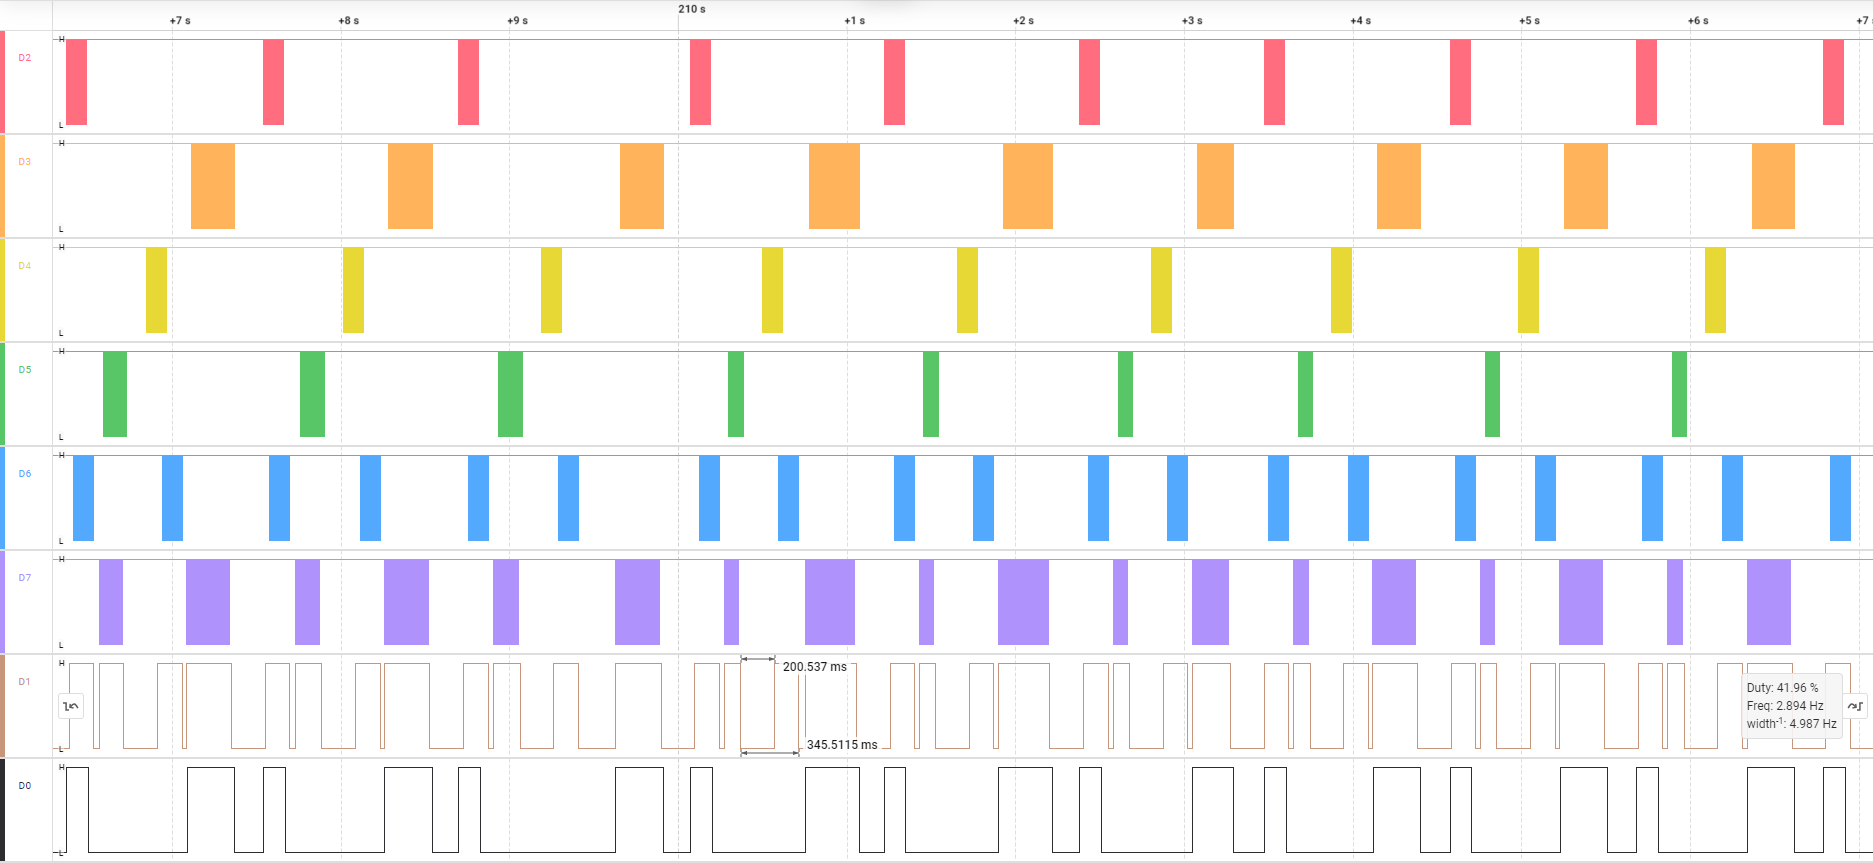 210 s
+7 s +8 s +9 s +1 s +2 s +3 s +4 s +5 s +6 s +7
D2 H
L
D3 H
L
D4 H
L
D5 H
L
D6 H
L
D7 H
L
D1 H
200.537 ms
Duty: 41.96 %
Freq: 2.894 Hz
width-1: 4.987 Hz
345.5115 ms
L
D0 H
L